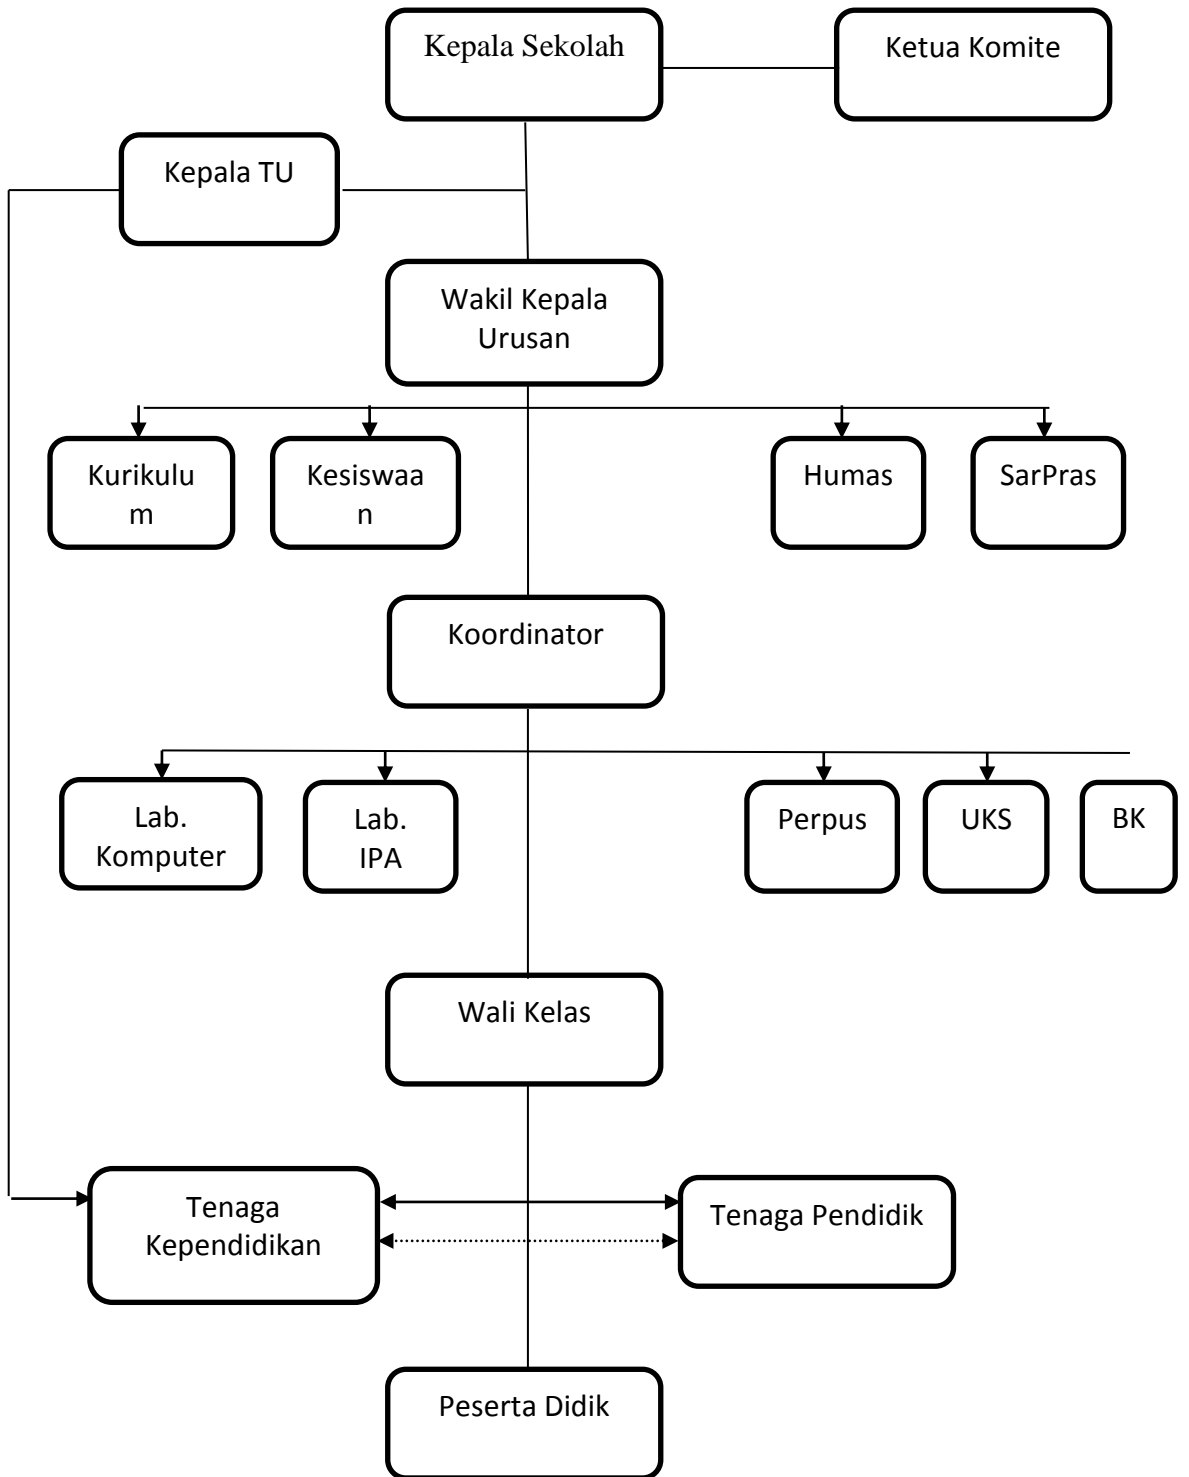 Kepala Sekolah
Ketua Komite
Kepala TU
Wakil Kepala
Urusan
Kurikulu
m
Kesiswaa
n
Humas
SarPras
Koordinator
Lab.
Komputer
Lab.
IPA
Perpus
UKS
BK
Wali Kelas
Tenaga
Kependidikan
Tenaga Pendidik
Peserta Didik